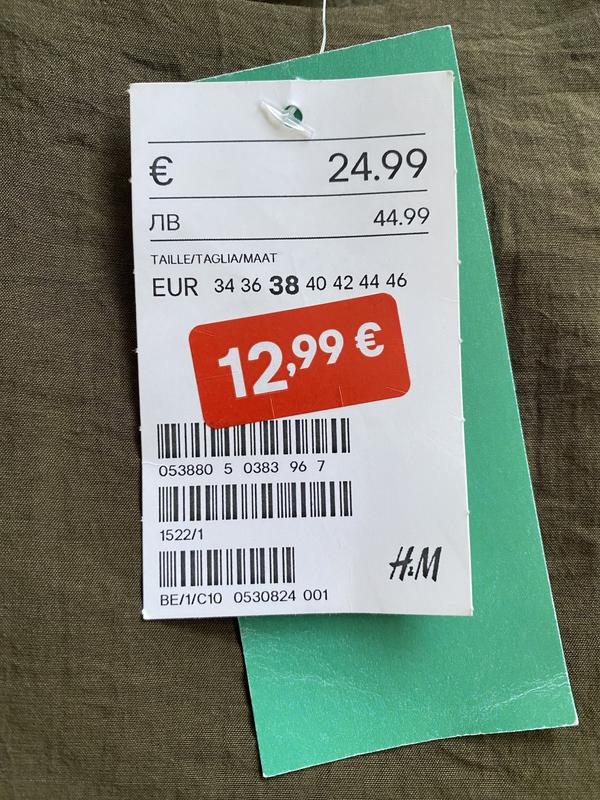 € 24.99
ЛВ 44.99
TAILLE/TAGLIA/MAAT
EUR 34 36 38 40 42 44 46
12,99 €
053880 5 0383 96 7
1522/1
H&M
BE/1/C10 0530824 001